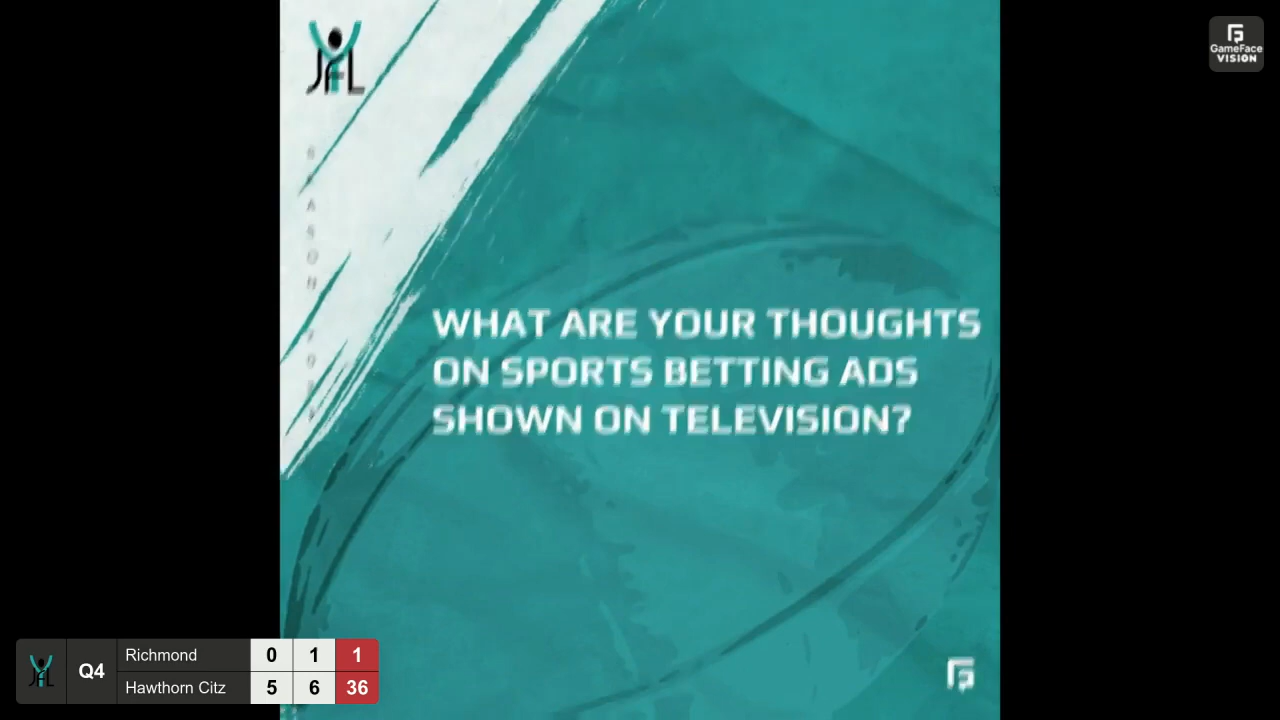 YJFL
GameFace
VISION
WHAT ARE YOUR THOUGHTS
ON SPORTS BETTING ADS
SHOWN ON TELEVISION?
Q4
Richmond 0 1 1
Hawthorn Citz 5 6 36